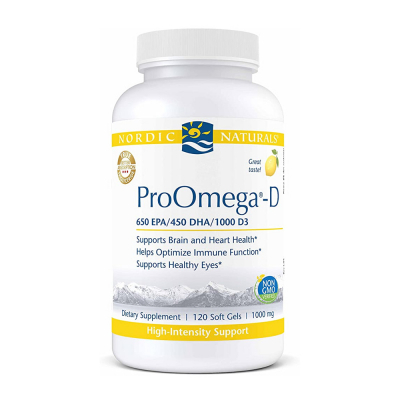 NORDIC NATURALS®
Great
taste!
ProOmega®-D
650 EPA/450 DHA/1000 D3
Supports Brain and Heart Health*
Helps Optimize Immune Function*
Supports Healthy Eyes*
NON
GMO
Dietary Supplement | 120 Soft Gels | 1000 mg
High-Intensity Support